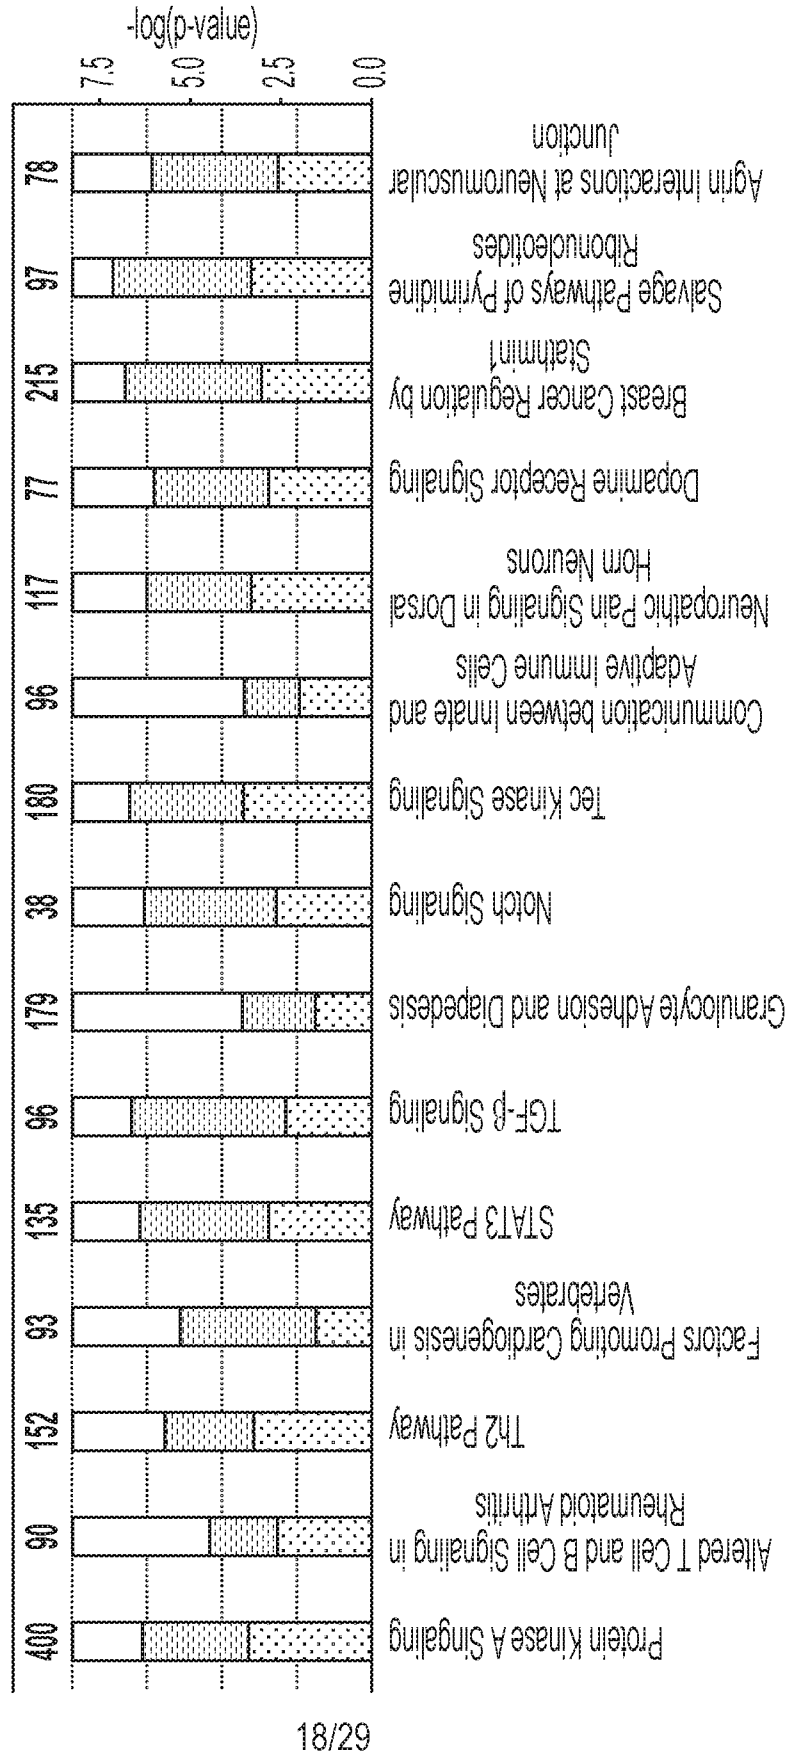 -log(p-value)
7.5
5.0
2.5
0.0
78
Agrin Interactions at Neuromuscular
Junction
97
Salvage Pathways of Pyrimidine
Ribonucleotides
215
Breast Cancer Regulation by
Stathmin1
77
Dopamine Receptor Signaling
117
Neuropathic Pain Signaling in Dorsal
Horn Neurons
96
Communication between Innate and
Adaptive Immune Cells
180
Tec Kinase Signaling
38
Notch Signaling
179
Granulocyte Adhesion and Diapedesis
96
TGF-β Signaling
135
STAT3 Pathway
93
Factors Promoting Cardiogenesis in
Vertebrates
152
Th2 Pathway
90
Altered T Cell and B Cell Signaling in
Rheumatoid Arthritis
400
Protein Kinase A Singaling
18/29